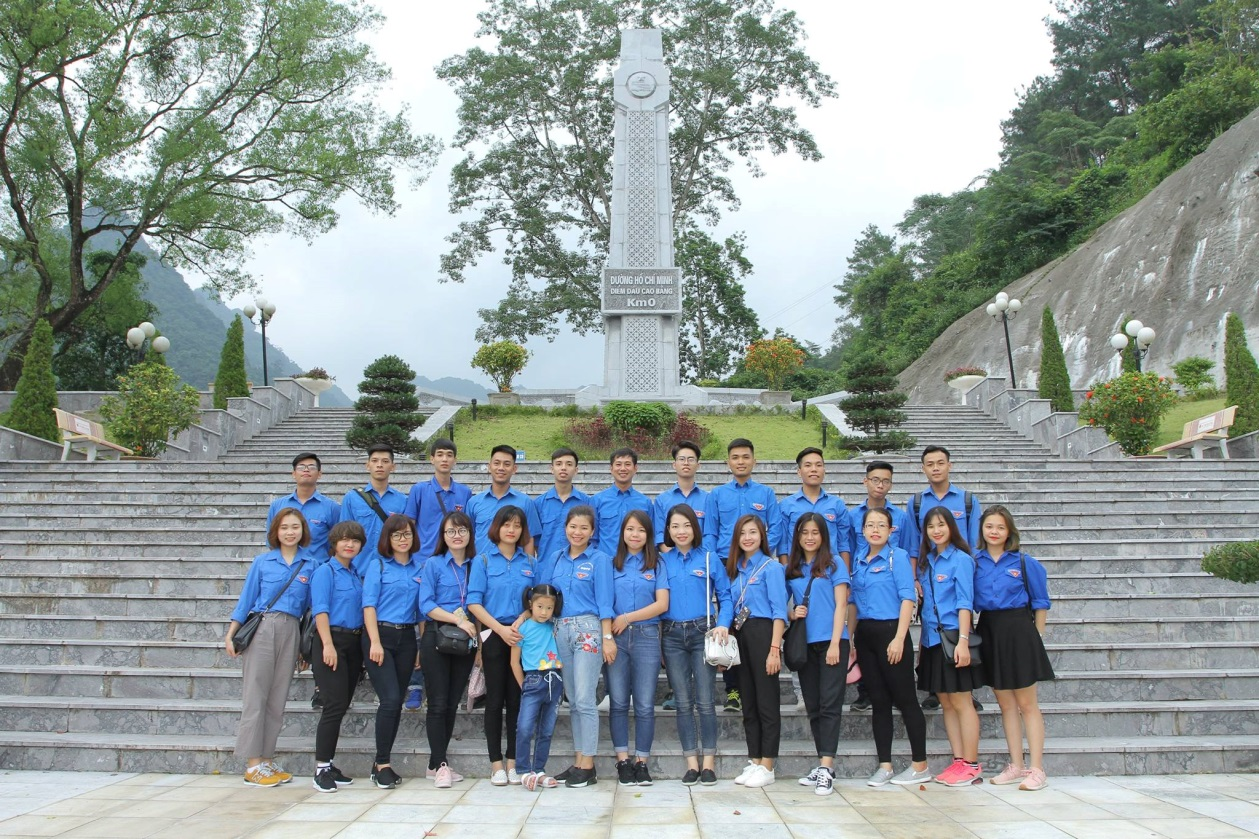 ĐƯỜNG HỒ CHÍ MINH
ĐIỂM ĐẦU CAO BẰNG
Km0